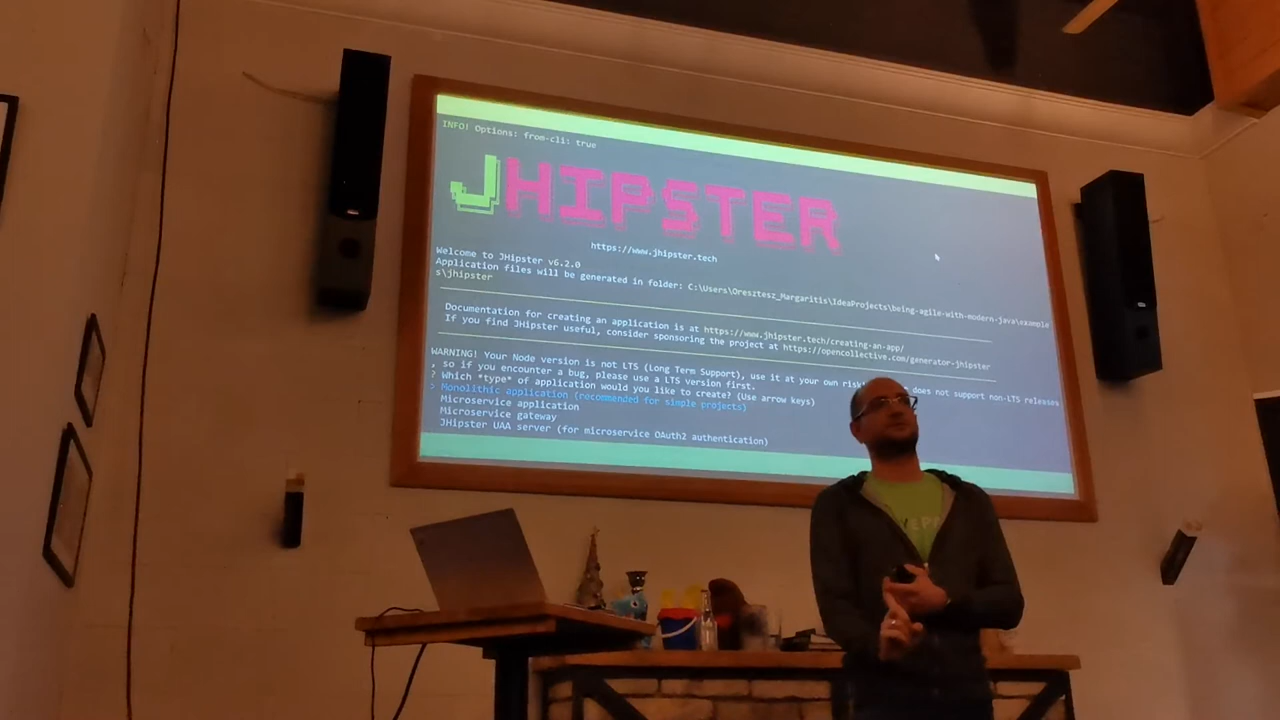 INFO! Options: from-cli: true
JHIPSTER
https://www.jhipster.tech
Welcome to JHipster v6.2.0
Application files will be generated in folder: C:\Users\Oresztesz_Margaritis\IdeaProjects\being-agile-with-modern-java\example
s\jhipster
Documentation for creating an application is at https://www.jhipster.tech/creating-an-app/
If you find JHipster useful, consider sponsoring the project at https://opencollective.com/generator-jhipster
WARNING! Your Node version is not LTS (Long Term Support), use it at your own risk does not support non-LTS releases
, so if you encounter a bug, please use a LTS version first.
? Which *type* of application would you like to create? (Use arrow keys)
> Monolithic application (recommended for simple projects)
Microservice application
Microservice gateway
JHipster UAA server (for microservice OAuth2 authentication)